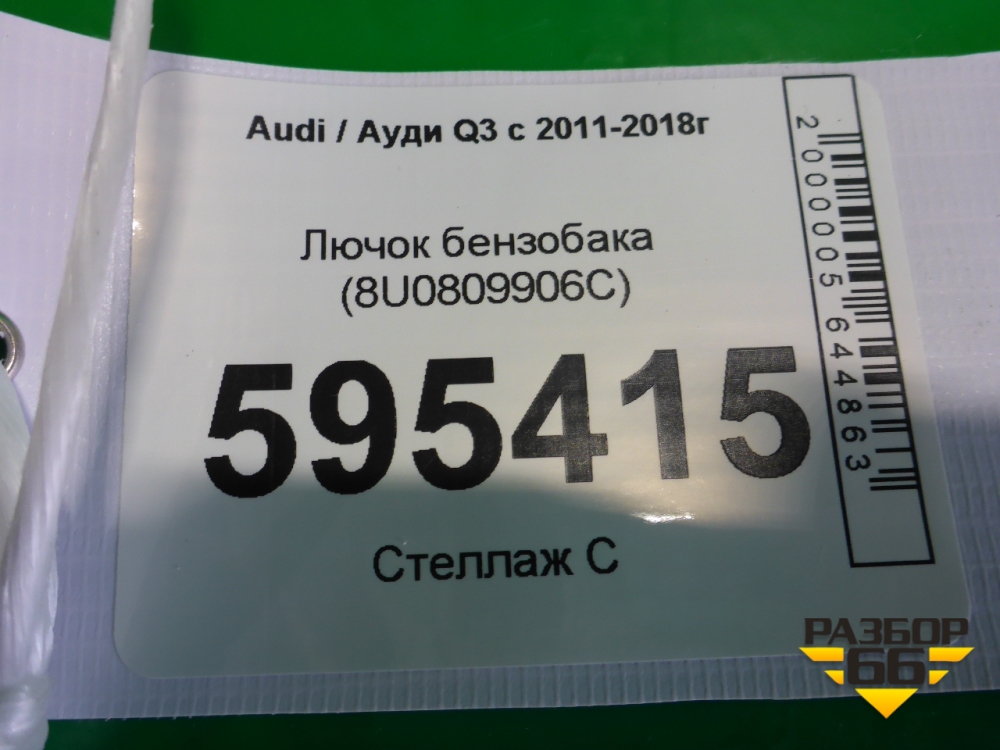 Audi / Ауди Q3 с 2011-2018г
Лючок бензобака
(8U0809906C)
595415
Стеллаж С
2000005644863
РАЗБОР
66